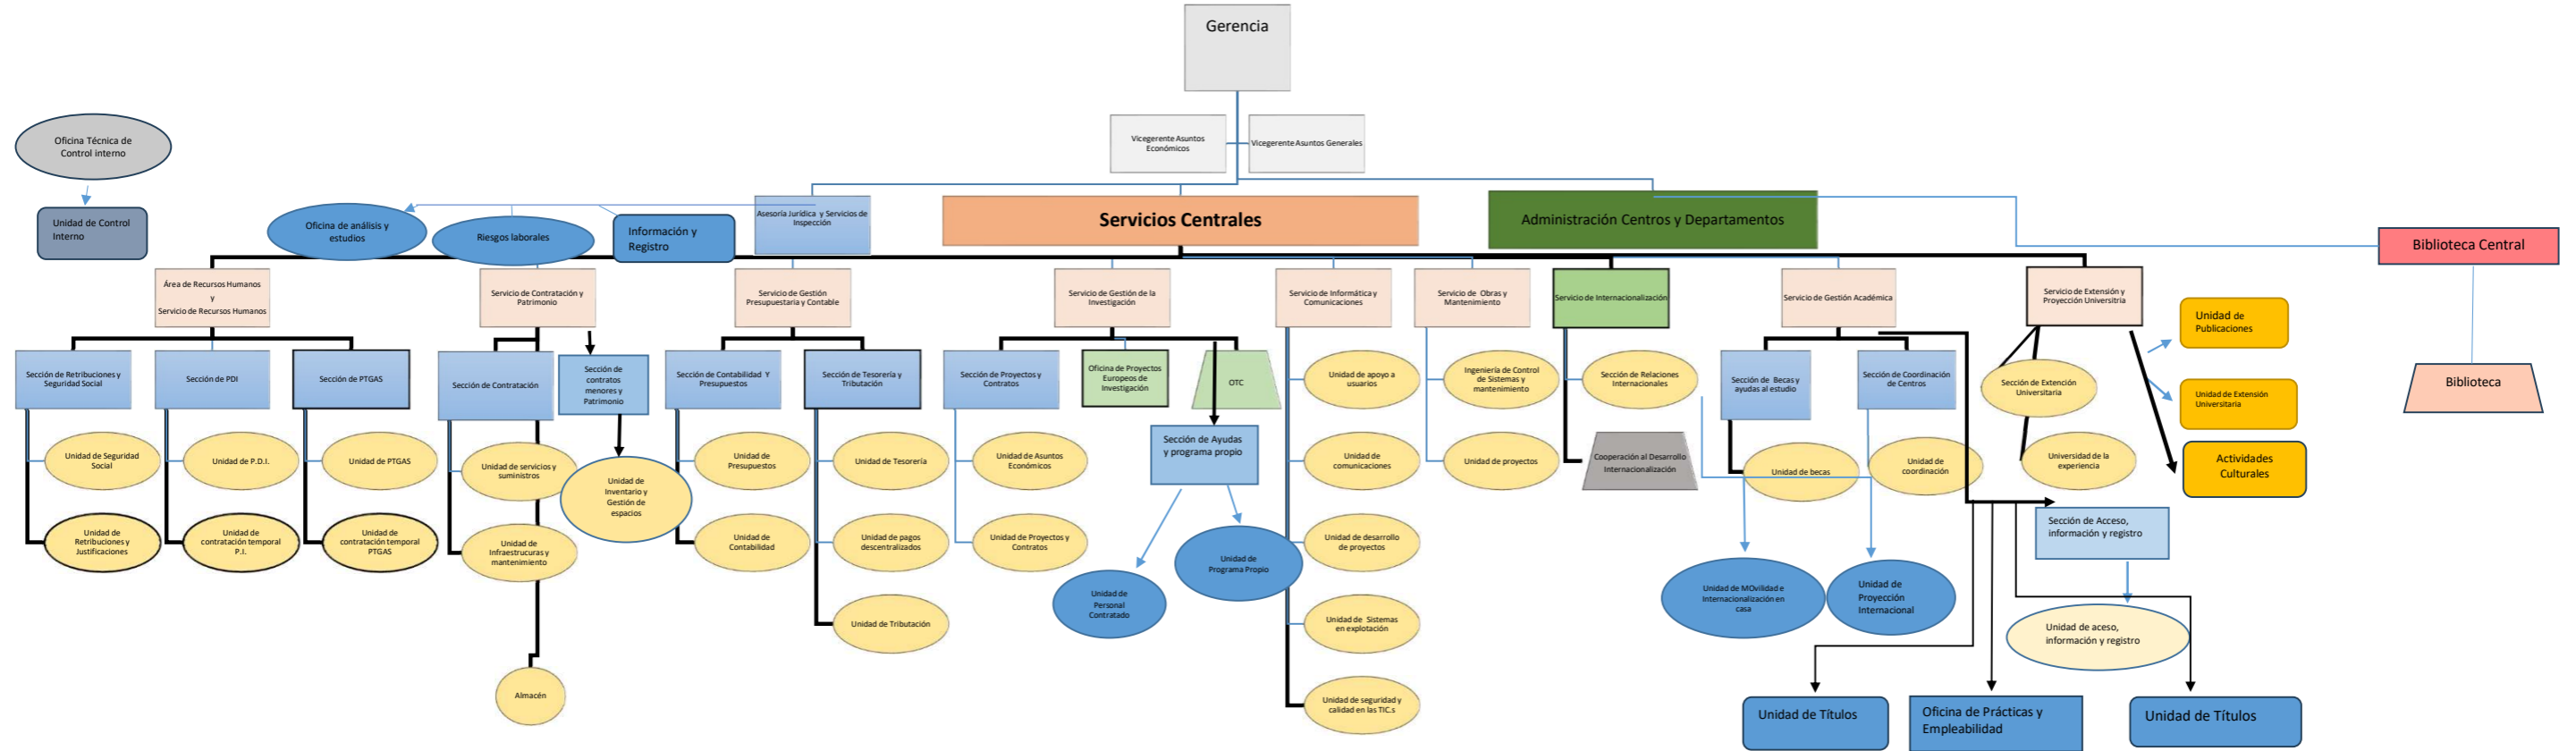 Gerencia
Vicegerente Asuntos
Económicos
Vicegerente Asuntos Generales
Oficina Técnica de
Control interno
Unidad de Control
Interno
Oficina de análisis y
estudios
Riesgos laborales
Información y
Registro
Asesoría Jurídica y Servicios de
Inspección
Servicios Centrales
Administración Centros y Departamentos
Biblioteca Central
Biblioteca
Área de Recursos Humanos
y
Servicio de Recursos Humanos
Servicio de Contratación y
Patrimonio
Servicio de Gestión
Presupuestaria y Contable
Servicio de Gestión de la
Investigación
Servicio de Informática y
Comunicaciones
Servicio de Obras y
Mantenimiento
Servicio de Internacionalización
Servicio de Gestión Académica
Servicio de Extensión y
Proyección Universitria
Unidad de
Publicaciones
Unidad de Extensión
Universitaria
Actividades
Culturales
Sección de Retribuciones y
Seguridad Social
Sección de PDI
Sección de PTGAS
Sección de Contratación
Sección de
contratos
menores y
Patrimonio
Sección de Contabilidad Y
Presupuestos
Sección de Tesorería y
Tributación
Sección de Proyectos y
Contratos
Oficina de Proyectos
Europeos de
Investigación
OTC
Unidad de apoyo a
usuarios
Ingeniería de Control
de Sistemas y
mantenimiento
Sección de Relaciones
Internacionales
Sección de Becas y
ayudas al estudio
Sección de Coordinación
de Centros
Sección de Extención
Universitaria
Unidad de Seguridad
Social
Unidad de P.D.I.
Unidad de PTGAS
Unidad de servicios y
suministros
Unidad de
Inventario y
Gestión de
espacios
Unidad de
Presupuestos
Unidad de Tesorería
Unidad de Asuntos
Económicos
Sección de Ayudas
y programa propio
Unidad de
comunicaciones
Unidad de proyectos
Cooperación al Desarrollo
Internacionalización
Unidad de becas
Unidad de
coordinación
Universidad de la
experiencia
Unidad de
Retribuciones y
Justificaciones
Unidad de
contratación temporal
P.I.
Unidad de
contratación temporal
PTGAS
Unidad de
Infraestrucuras y
mantenimiento
Unidad de
Contabilidad
Unidad de pagos
descentralizados
Unidad de Proyectos y
Contratos
Unidad de
Personal
Contratado
Unidad de
Programa Propio
Unidad de desarrollo
de proyectos
Sección de Acceso,
información y registro
Unidad de MOvilidad e
Internacionalización en
casa
Unidad de
Proyección
Internacional
Unidad de Tributación
Unidad de Sistemas
en explotación
Unidad de aceso,
información y registro
Almacén
Unidad de seguridad y
calidad en las TIC.s
Unidad de Títulos
Oficina de Prácticas y
Empleabilidad
Unidad de Títulos